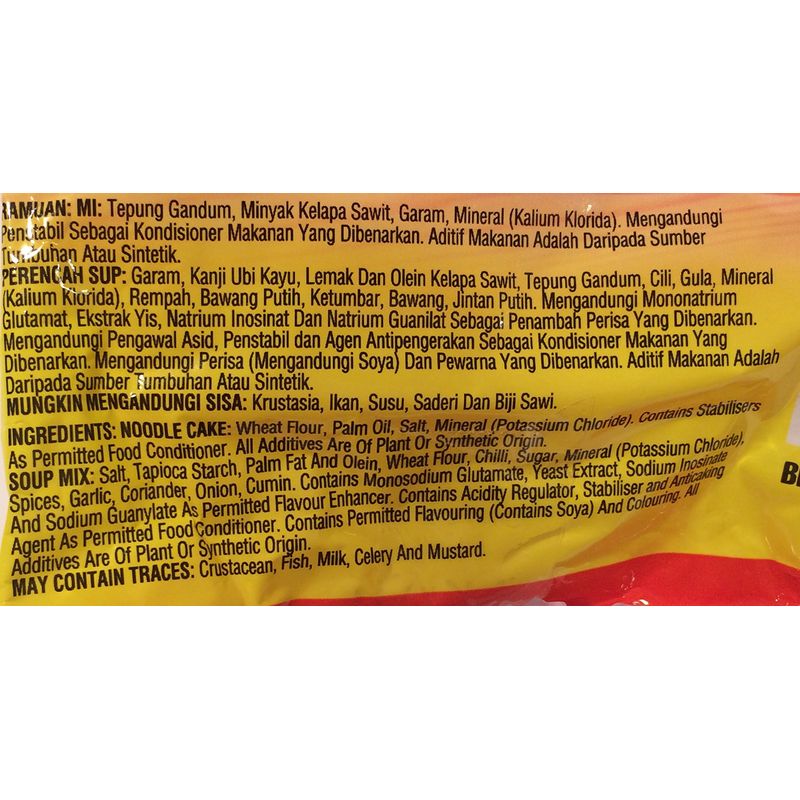 RAMUAN: MI: Tepung Gandum, Minyak Kelapa Sawit, Garam, Mineral (Kalium Klorida). Mengandungi
Penstabil Sebagai Kondisioner Makanan Yang Dibenarkan. Aditif Makanan Adalah Daripada Sumber
Tumbuhan Atau Sintetik.
PERENCAH SUP: Garam, Kanji Ubi Kayu, Lemak Dan Olein Kelapa Sawit, Tepung Gandum, Cili, Gula, Mineral
(Kalium Klorida), Rempah, Bawang Putih, Ketumbar, Bawang, Jintan Putih. Mengandungi Mononatrium
Glutamat, Ekstrak Yis, Natrium Inosinat Dan Natrium Guanilat Sebagai Penambah Perisa Yang Dibenarkan.
Mengandungi Pengawal Asid, Penstabil dan Agen Antipengerakan Sebagai Kondisioner Makanan Yang
Dibenarkan. Mengandungi Perisa (Mengandungi Soya) Dan Pewarna Yang Dibenarkan. Aditif Makanan Adalah
Daripada Sumber Tumbuhan Atau Sintetik.
MUNGKIN MENGANDUNGI SISA: Krustasia, Ikan, Susu, Saderi Dan Biji Sawi.
INGREDIENTS: NOODLE CAKE: Wheat Flour, Palm Oil, Salt, Mineral (Potassium Chloride). Contains Stabilisers
As Permitted Food Conditioner. All Additives Are Of Plant Or Synthetic Origin.
SOUP MIX: Salt, Tapioca Starch, Palm Fat And Olein, Wheat Flour, Chilli, Sugar, Mineral (Potassium Chloride),
Spices, Garlic, Coriander, Onion, Cumin. Contains Monosodium Glutamate, Yeast Extract, Sodium Inosinate
And Sodium Guanylate As Permitted Flavour Enhancer. Contains Acidity Regulator, Stabiliser and Anticaking
Agent As Permitted Food Conditioner. Contains Permitted Flavouring (Contains Soya) And Colouring. All
Additives Are Of Plant Or Synthetic Origin.
MAY CONTAIN TRACES: Crustacean, Fish, Milk, Celery And Mustard.